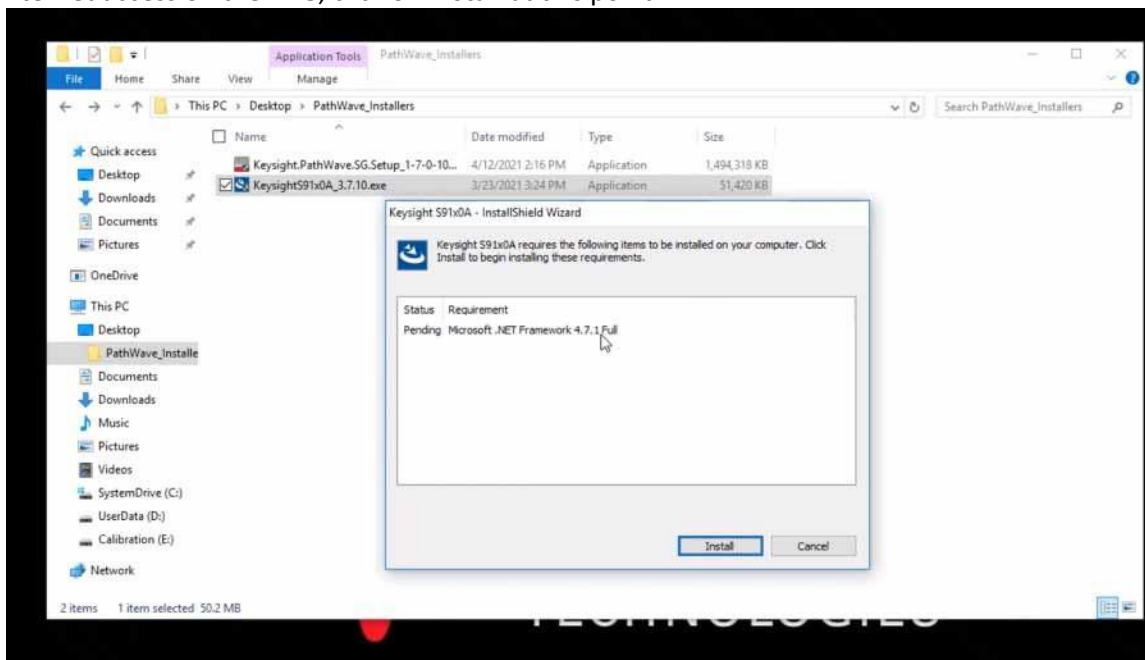 Application Tools PathWave_Installers
File Home Share View Manage
This PC > Desktop > PathWave_Installers
Search PathWave_Installers
Name Date modified Type Size
Keysight.PathWave.SG.Setup_1-7-0-10... 4/12/2021 2:16 PM Application 1,494,318 KB
KeysightS91x0A_3.7.10.exe 3/23/2021 3:24 PM Application 51,420 KB
Quick access
Desktop
Downloads
Documents
Pictures
OneDrive
This PC
Desktop
PathWave_Installe
Documents
Downloads
Music
Pictures
Videos
SystemDrive (C:)
UserData (D:)
Calibration (E:)
Network
Keysight S91x0A - InstallShield Wizard
Keysight S91x0A requires the following items to be installed on your computer. Click
Install to begin installing these requirements.
Status Requirement
Pending Microsoft .NET Framework 4.7.1 Full
Install Cancel
2 items 1 item selected 50.2 MB
TECHNOLOGIES